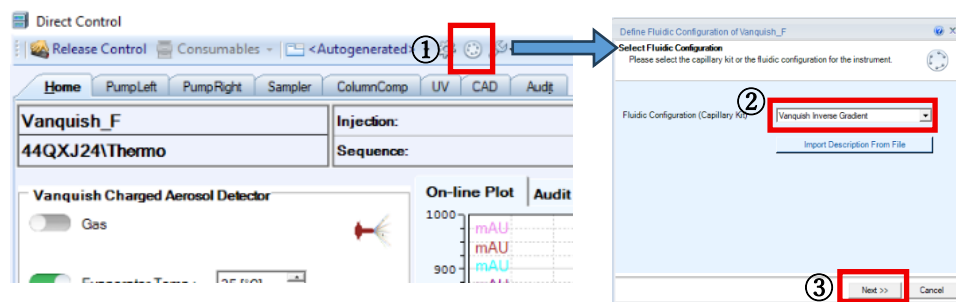 Direct Control
Release Control Consumables <Autogenerated> ①
Home PumpLeft PumpRight Sampler ColumnComp UV CAD Audit
Vanquish_F Injection:
44QXJ24\Thermo Sequence:
Vanquish Charged Aerosol Detector
Gas
On-line Plot Audit
1000
mAU
mAU
900 mAU
Define Fluidic Configuration of Vanquish_F
Select Fluidic Configuration
Please select the capillary kit or the fluidic configuration for the instrument.
②
Fluidic Configuration (Capillary Kit) Vanquish Inverse Gradient
Import Description From File
③ Next >> Cancel